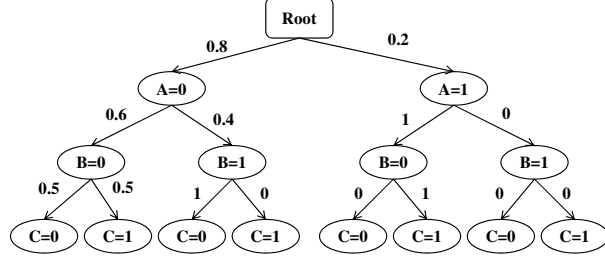 Root
0.8 0.2
A=0 A=1
0.6 0.4 1 0
B=0 B=1 B=0 B=1
0.5 0.5 1 0 0 1 0 0
C=0 C=1 C=0 C=1 C=0 C=1 C=0 C=1